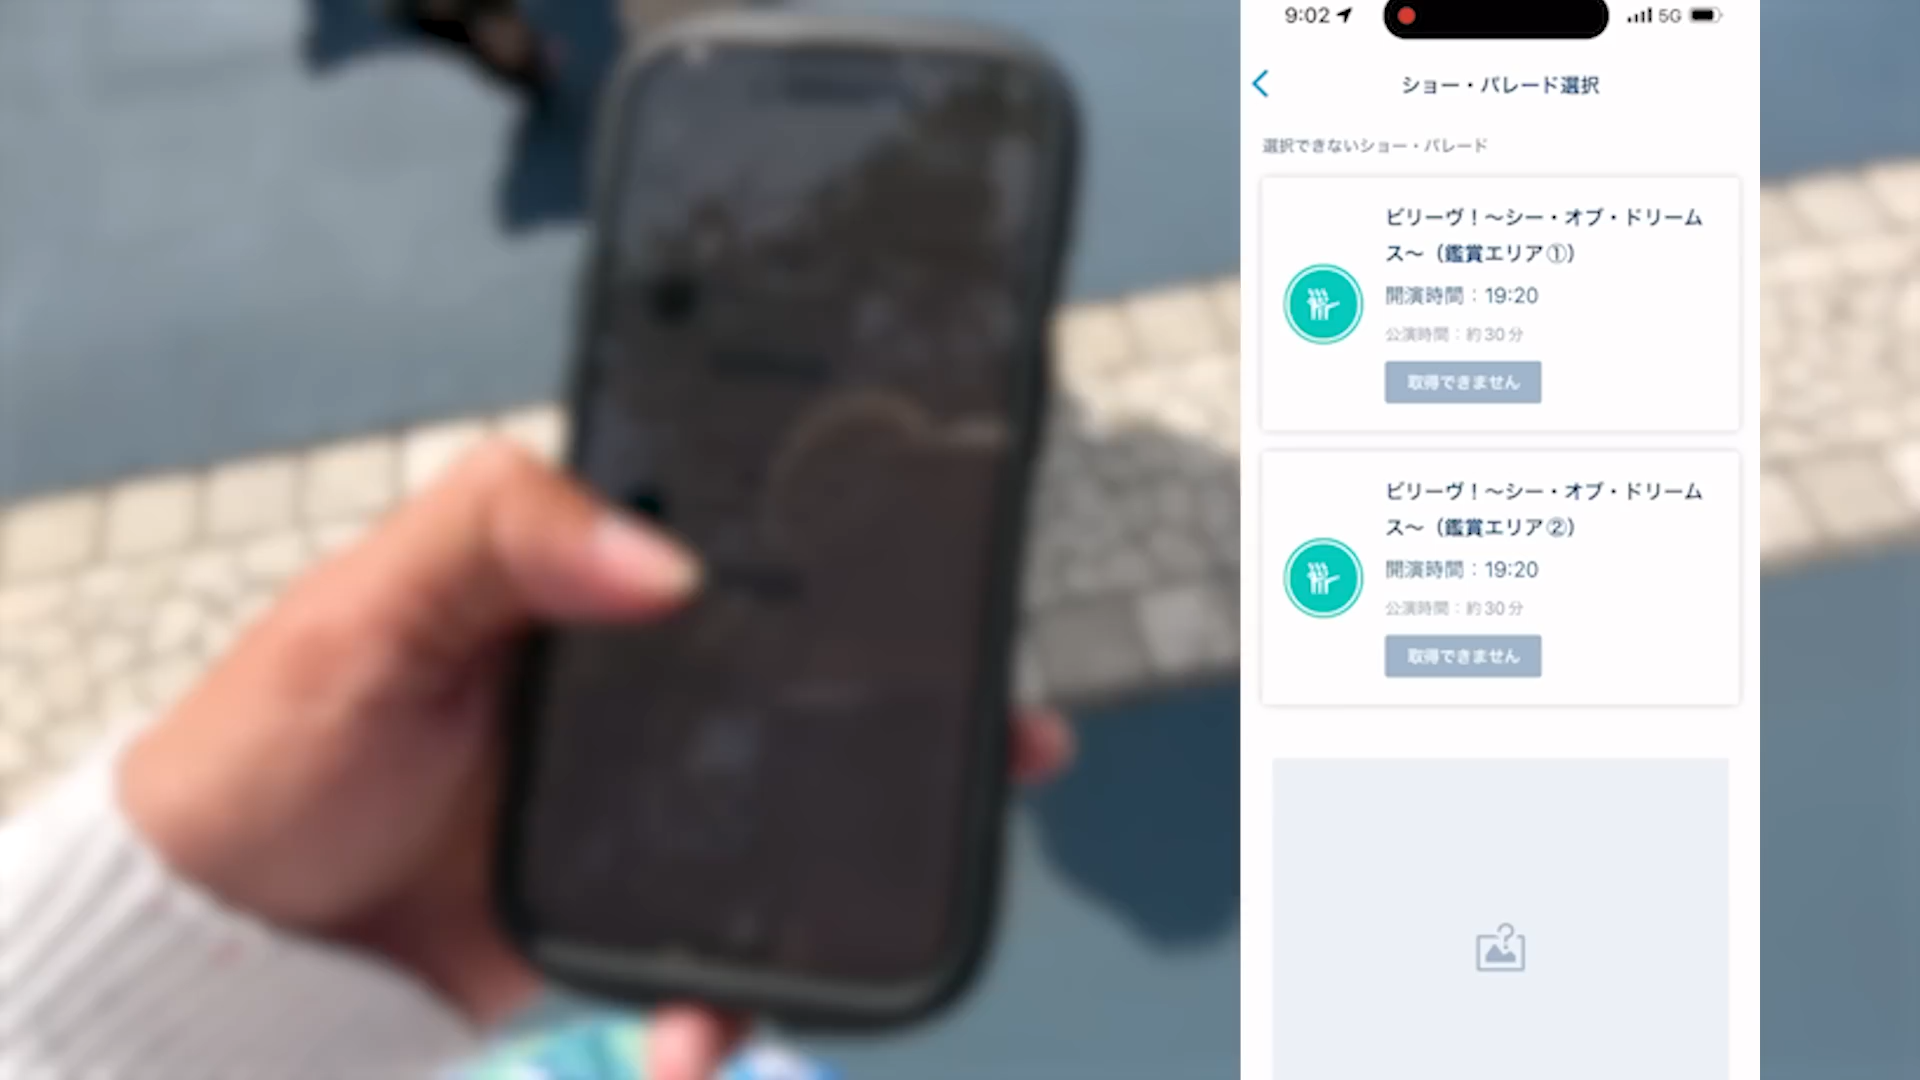 9:02
5G
ショー・パレード選択
選択できないショー・パレード
ビリーヴ！〜シー・オブ・ドリーム
ス〜（鑑賞エリア①）
開演時間：19:20
公演時間：約30分
取得できません
ビリーヴ！〜シー・オブ・ドリーム
ス〜（鑑賞エリア②）
開演時間：19:20
公演時間：約30分
取得できません